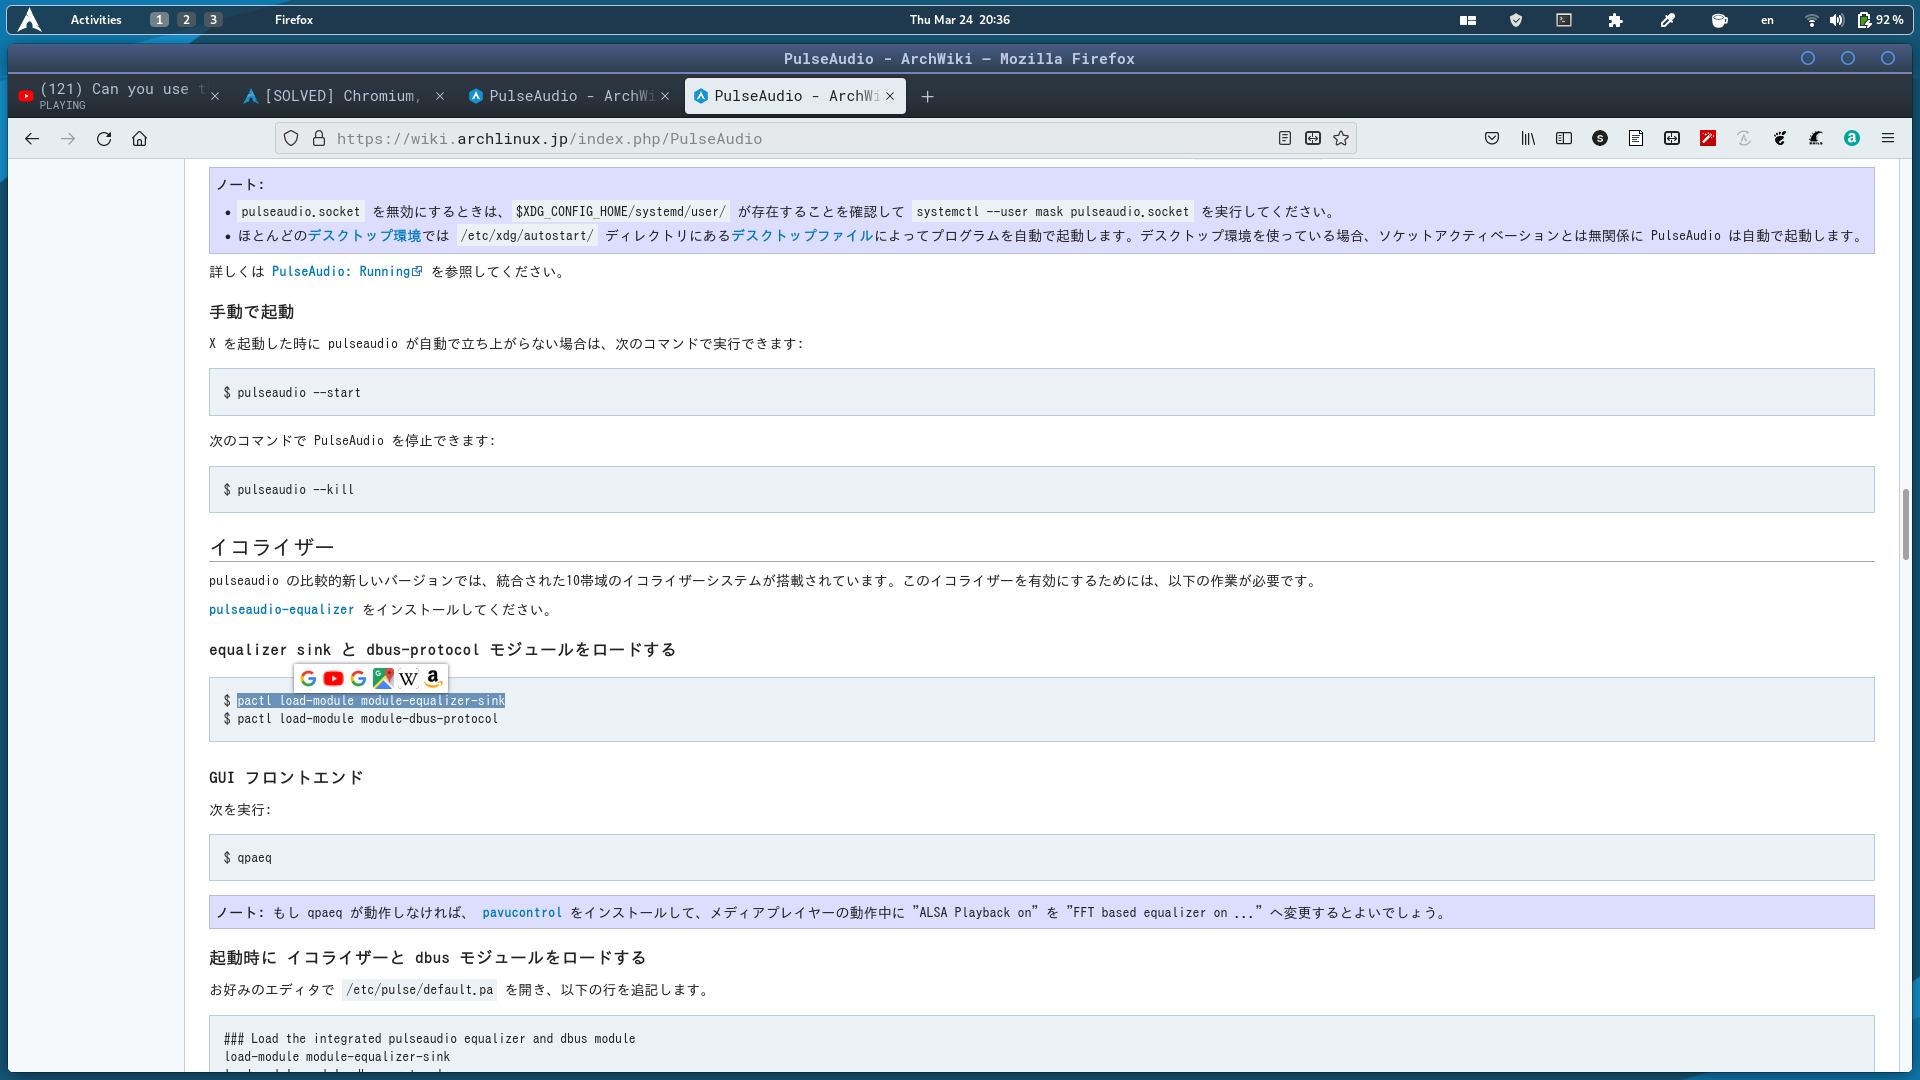 Activities 1 2 3 Firefox Thu Mar 24 20:36 en 92%
PulseAudio - ArchWiki — Mozilla Firefox
(121) Can you use t
PLAYING
[SOLVED] Chromium,
PulseAudio - ArchWi
PulseAudio - ArchWi
https://wiki.archlinux.jp/index.php/PulseAudio
ノート:
• pulseaudio.socket を無効にするときは、 $XDG_CONFIG_HOME/systemd/user/ が存在することを確認して systemctl --user mask pulseaudio.socket を実行してください。
• ほとんどのデスクトップ環境では /etc/xdg/autostart/ ディレクトリにあるデスクトップファイルによってプログラムを自動で起動します。デスクトップ環境を使っている場合、ソケットアクティベーションとは無関係に PulseAudio は自動で起動します。
詳しくは PulseAudio: Running を参照してください。
手動で起動
X を起動した時に pulseaudio が自動で立ち上がらない場合は、次のコマンドで実行できます:
$ pulseaudio --start
次のコマンドで PulseAudio を停止できます:
$ pulseaudio --kill
イコライザー
pulseaudio の比較的新しいバージョンでは、統合された10帯域のイコライザーシステムが搭載されています。このイコライザーを有効にするためには、以下の作業が必要です。
pulseaudio-equalizer をインストールしてください。
equalizer sink と dbus-protocol モジュールをロードする
$ pactl load-module module-equalizer-sink
$ pactl load-module module-dbus-protocol
GUI フロントエンド
次を実行:
$ qpaeq
ノート: もし qpaeq が動作しなければ、 pavucontrol をインストールして、メディアプレイヤーの動作中に ”ALSA Playback on” を ”FFT based equalizer on ...” へ変更するとよいでしょう。
起動時に イコライザーと dbus モジュールをロードする
お好みのエディタで /etc/pulse/default.pa を開き、以下の行を追記します。
### Load the integrated pulseaudio equalizer and dbus module
load-module module-equalizer-sink